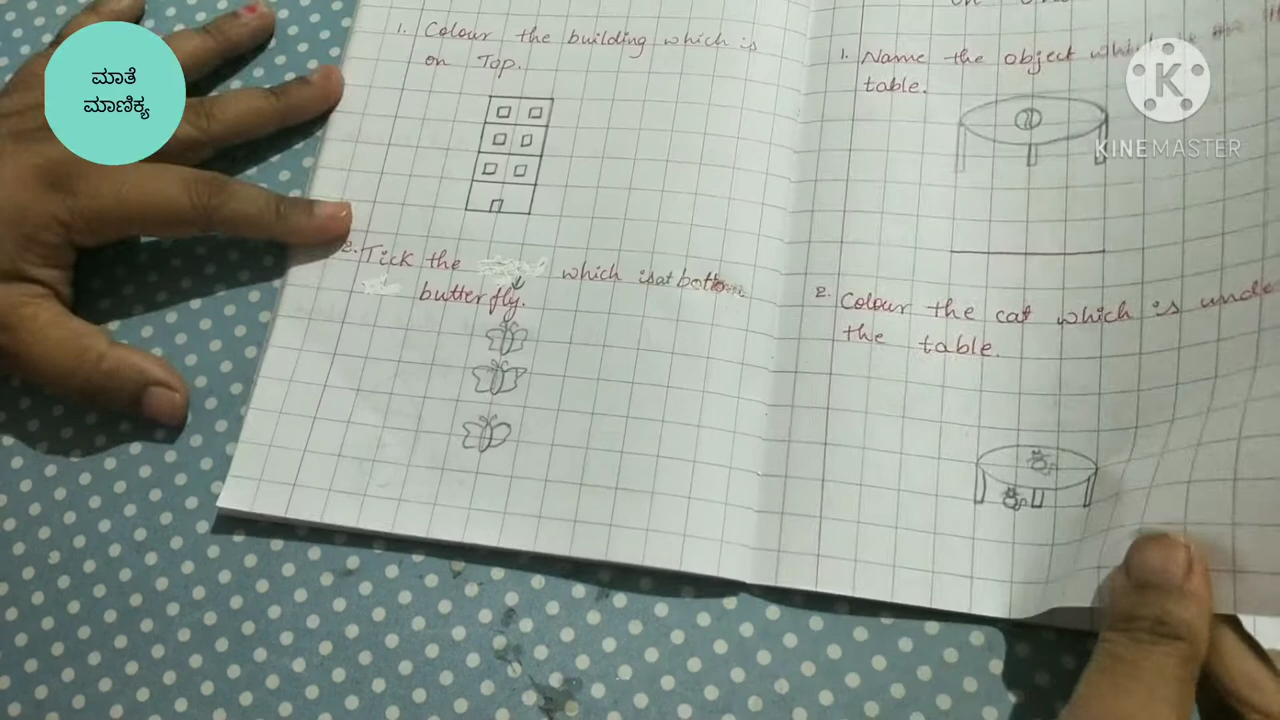 ಮಾತೆ
ಮಾಣಿಕ್ಯ
1. Colour the building which is
on Top.
2. Tick the which is at bottom
butterfly.
1. Name the object
table.
2. Colour the cat which is unde
the table.
KINEMASTER